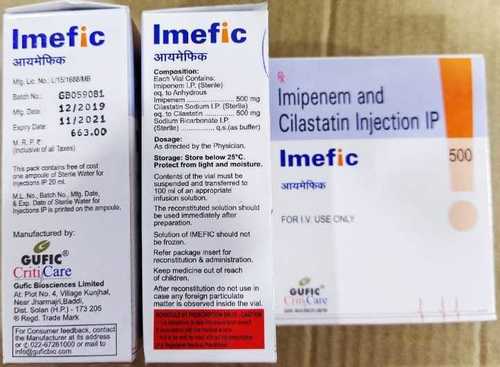 Imefic
आयमेफिक
Mfg. Lic. No.: L/15/1688/MB
Batch No.: GB0590B1
Mfg. Date: 12/2019
Expiry Date: 11/2021
M. R. P. ₹ 663.00
(Inclusive of all Taxes)
This pack contains free of cost
one ampoule of Sterile Water for
Injections IP 20 ml.
M.L. No., Batch No., Mfg. Date,
& Exp. Date of Sterile Water for
Injections IP is printed on the ampoule.
Manufactured by:
GUFIC
CritiCare
Gufic Biosciences Limited
At: Plot No. 4, Village Kunjhal,
Near Jharmajri, Baddi,
Dist. Solan (H.P.) - 173 205
® Regd. Trade Mark
For Consumer feedback, contact
the Manufacturer at its address
or ✆ 022-67261000 or mail to
info@guficbio.com
Imefic
आयमेफिक
Composition:
Each Vial Contains:
Imipenem I.P. (Sterile)
eq. to Anhydrous
Imipenem .................. 500 mg
Cilastatin Sodium I.P. (Sterile)
eq. to Cilastatin ......... 500 mg
Sodium Bicarbonate I.P.
(Sterile) ............ q.s.(as buffer)
Dosage:
As directed by the Physician.
Storage: Store below 25°C.
Protect from light and moisture.
Contents of the vial must be
suspended and transferred to
100 ml of an appropriate
infusion solution.
The reconstituted solution should
be used immediately after
preparation.
Solution of IMEFIC should not
be frozen.
Refer package insert for
reconstitution & administration.
Keep medicine out of reach
of children.
After reconstitution do not use in
case any foreign particulate
matter is observed inside the vial.
Rx
Imipenem and
Cilastatin Injection IP
Imefic 500
आयमेफिक
FOR I.V. USE ONLY
GUFIC
CritiCare